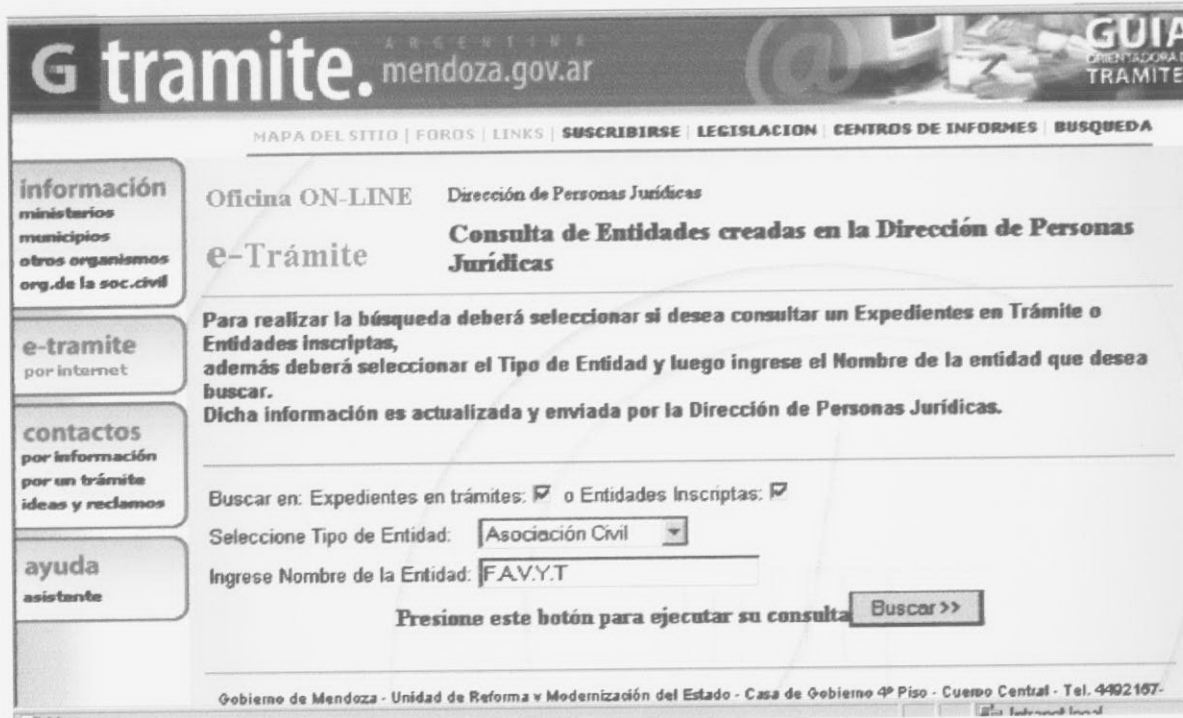 G tramite.
ARGENTINA
mendoza.gov.ar
GUIA
ORIENTADORA D
TRAMITE
MAPA DEL SITIO | FOROS | LINKS | SUSCRIBIRSE | LEGISLACION | CENTROS DE INFORMES | BUSQUEDA
información
ministerios
municipios
otros organismos
org.de la soc.civil
e-tramite
por internet
contactos
por información
por un trámite
ideas y reclamos
ayuda
asistente
Oficina ON-LINE
Dirección de Personas Jurídicas
e-Trámite
Consulta de Entidades creadas en la Dirección de Personas
Jurídicas
Para realizar la búsqueda deberá seleccionar si desea consultar un Expedientes en Trámite o
Entidades inscriptas,
además deberá seleccionar el Tipo de Entidad y luego ingrese el Nombre de la entidad que desea
buscar.
Dicha información es actualizada y enviada por la Dirección de Personas Jurídicas.
Buscar en: Expedientes en trámites: o Entidades Inscriptas:
Seleccione Tipo de Entidad: Asociación Civil
Ingrese Nombre de la Entidad: F.A.V.Y.T
Presione este botón para ejecutar su consulta Buscar >>
Gobierno de Mendoza - Unidad de Reforma y Modernización del Estado - Casa de Gobierno 4º Piso - Cuerpo Central - Tel. 4492167-
Intranet local